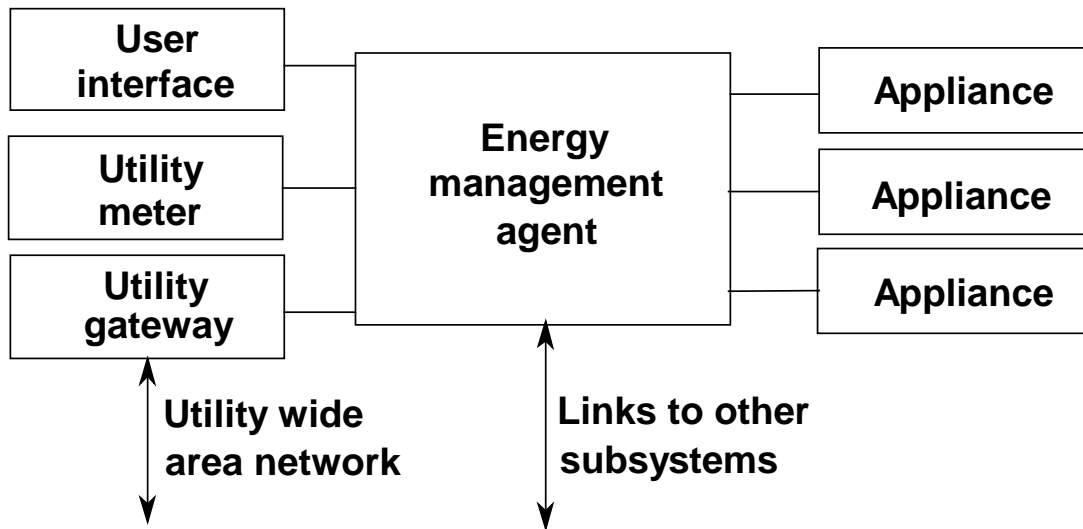 User
interface
Utility
meter
Utility
gateway
Energy
management
agent
Appliance
Appliance
Appliance
Utility wide
area network
Links to other
subsystems